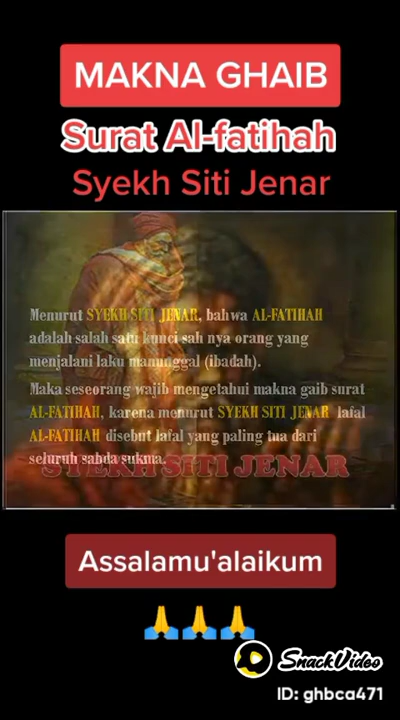 MAKNA GHAIB
Surat Al-fatihah
Syekh Siti Jenar
Menurut SYEKH SITI JENAR, bahwa AL-FATIHAH
adalah salah satu kunci sah nya orang yang
menjalani laku manunggal (ibadah).
Maka seseorang wajib mengetahui makna gaib surat
AL-FATIHAH, karena menurut SYEKH SITI JENAR lafal
AL-FATIHAH disebut lafal yang paling tua dari
seluruh sabda sukma.
SYEKH SITI JENAR
Assalamu'alaikum
SnackVideo
ID: ghbca471